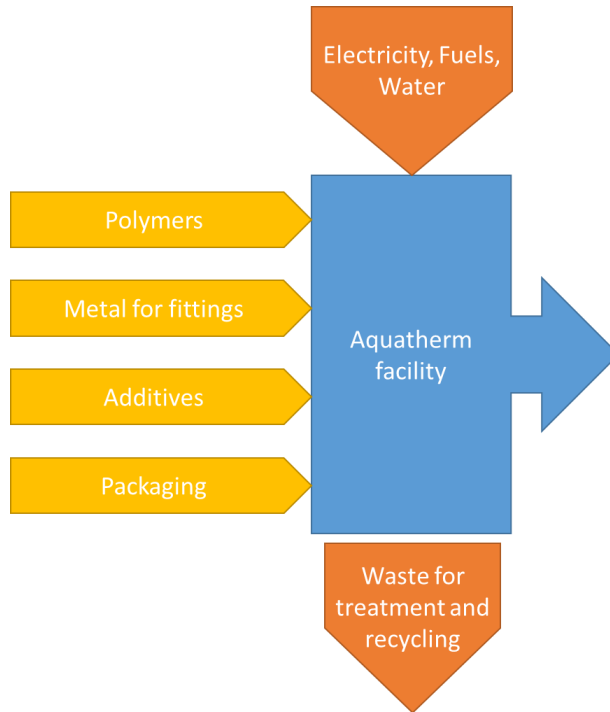 Electricity, Fuels,
Water
Polymers
Metal for fittings
Additives
Packaging
Aquatherm
facility
Waste for
treatment and
recycling